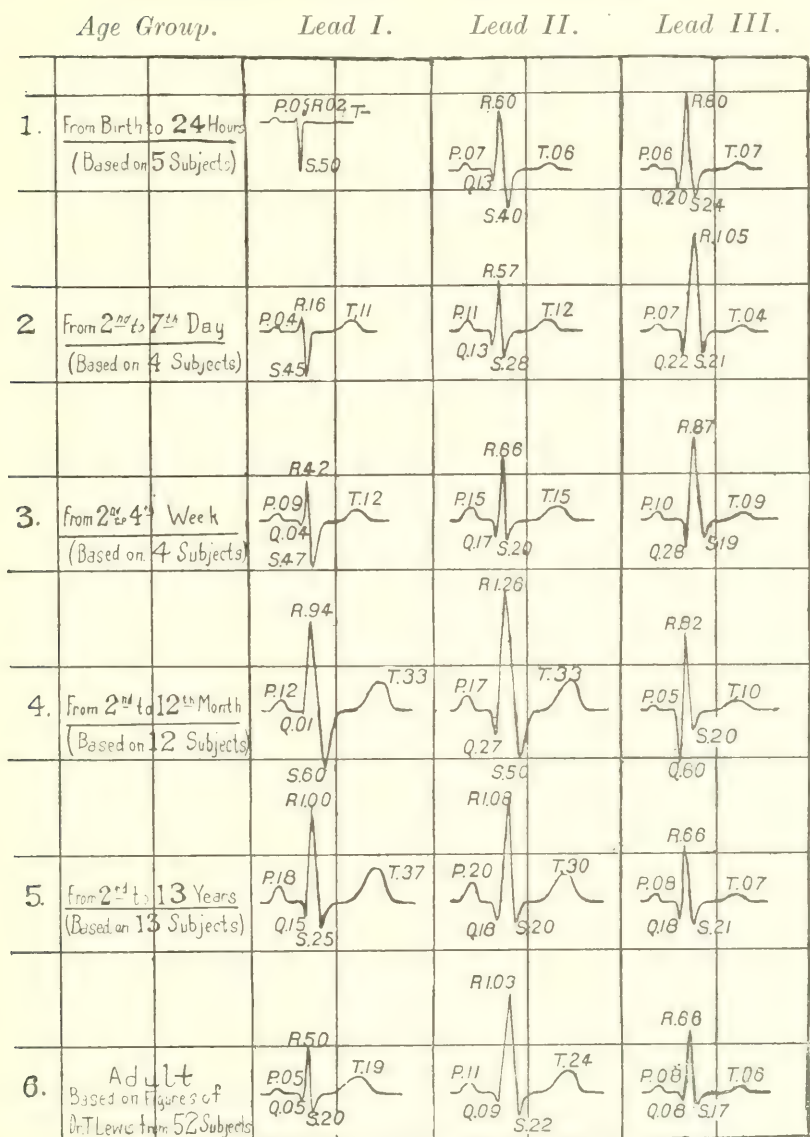 Age Group. Lead I. Lead II. Lead III.
1. From Birth to 24 Hours
(Based on 5 Subjects)
P.05 R.02 T-
S.50
R.60
P.07 T.06
Q.13
S.40
R.80
P.06 T.07
Q.20 S.24
2 From 2nd to 7th Day
(Based on 4 Subjects)
R.16
P.04 T.11
S.45
R.57
P.11 T.12
Q.13 S.28
R.105
P.07 T.04
Q.22 S.21
3. From 2nd to 4th Week
(Based on 4 Subjects)
R.42
P.09 T.12
Q.04
S.47
R.66
P.15 T.15
Q.17 S.20
R.87
P.10 T.09
Q.28 S.19
4. From 2nd to 12th Month
(Based on 12 Subjects)
R.94
P.12 T.33
Q.01
S.60
R1.26
P.17 T.33
Q.27
S.50
R.82
P.05 T.10
S.20
Q.60
5. From 2nd to 13 Years
(Based on 13 Subjects)
R1.00
P.18 T.37
Q.15
S.25
R1.08
P.20 T.30
Q.18 S.20
R.66
P.08 T.07
Q.18 S.21
6. Adult
Based on Figures of
Dr. T Lewis from 52 Subjects
R.50
P.05 T.19
Q.05 S.20
R1.03
P.11 T.24
Q.09 S.22
R.68
P.08 T.06
Q.08 S.17